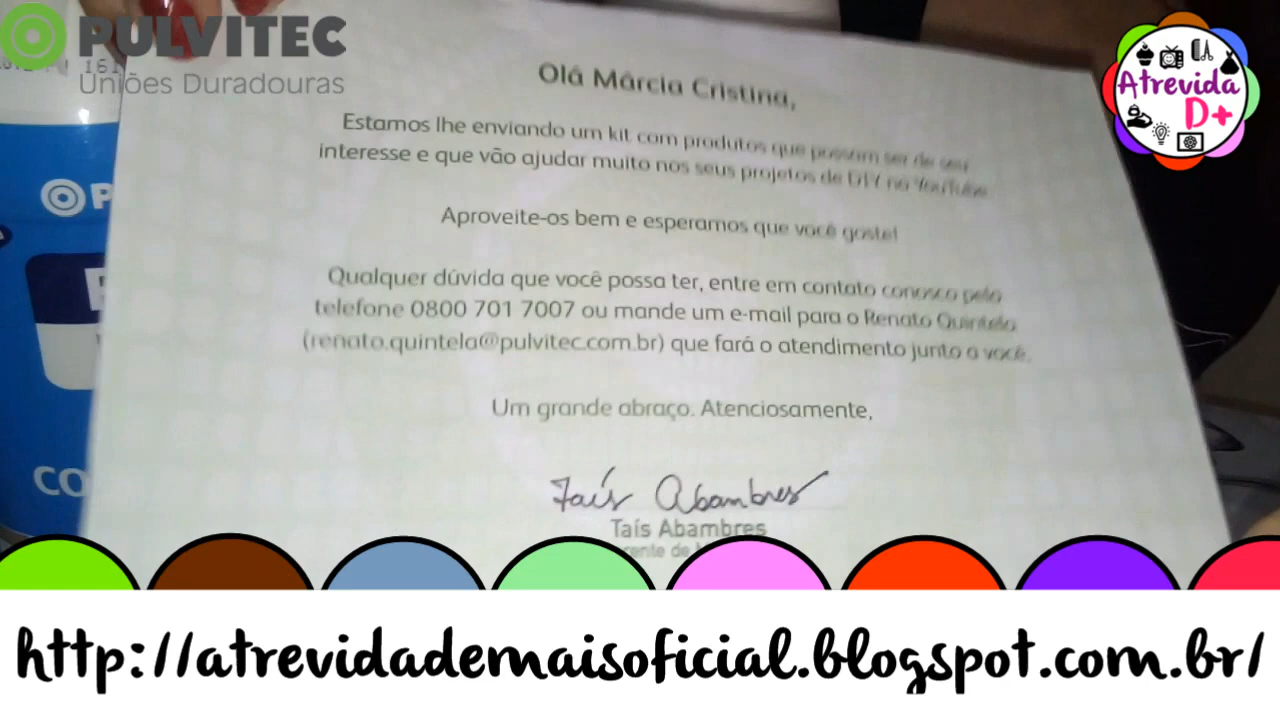 PULVITEC
Uniões Duradouras
161
Atrevida
D+
P
CO
Olá Márcia Cristina,
Estamos lhe enviando um kit com produtos que possam ser de seu
interesse e que vão ajudar muito nos seus projetos de DIY no YouTube
Aproveite-os bem e esperamos que você goste!
Qualquer dúvida que você possa ter, entre em contato conosco pelo
telefone 0800 701 7007 ou mande um e-mail para o Renato Quintela
(renato.quintela@pulvitec.com.br) que fará o atendimento junto a você.
Um grande abraço. Atenciosamente,
Taís Abambres
Taís Abambres
http://atrevidademaisoficial.blogspot.com.br/